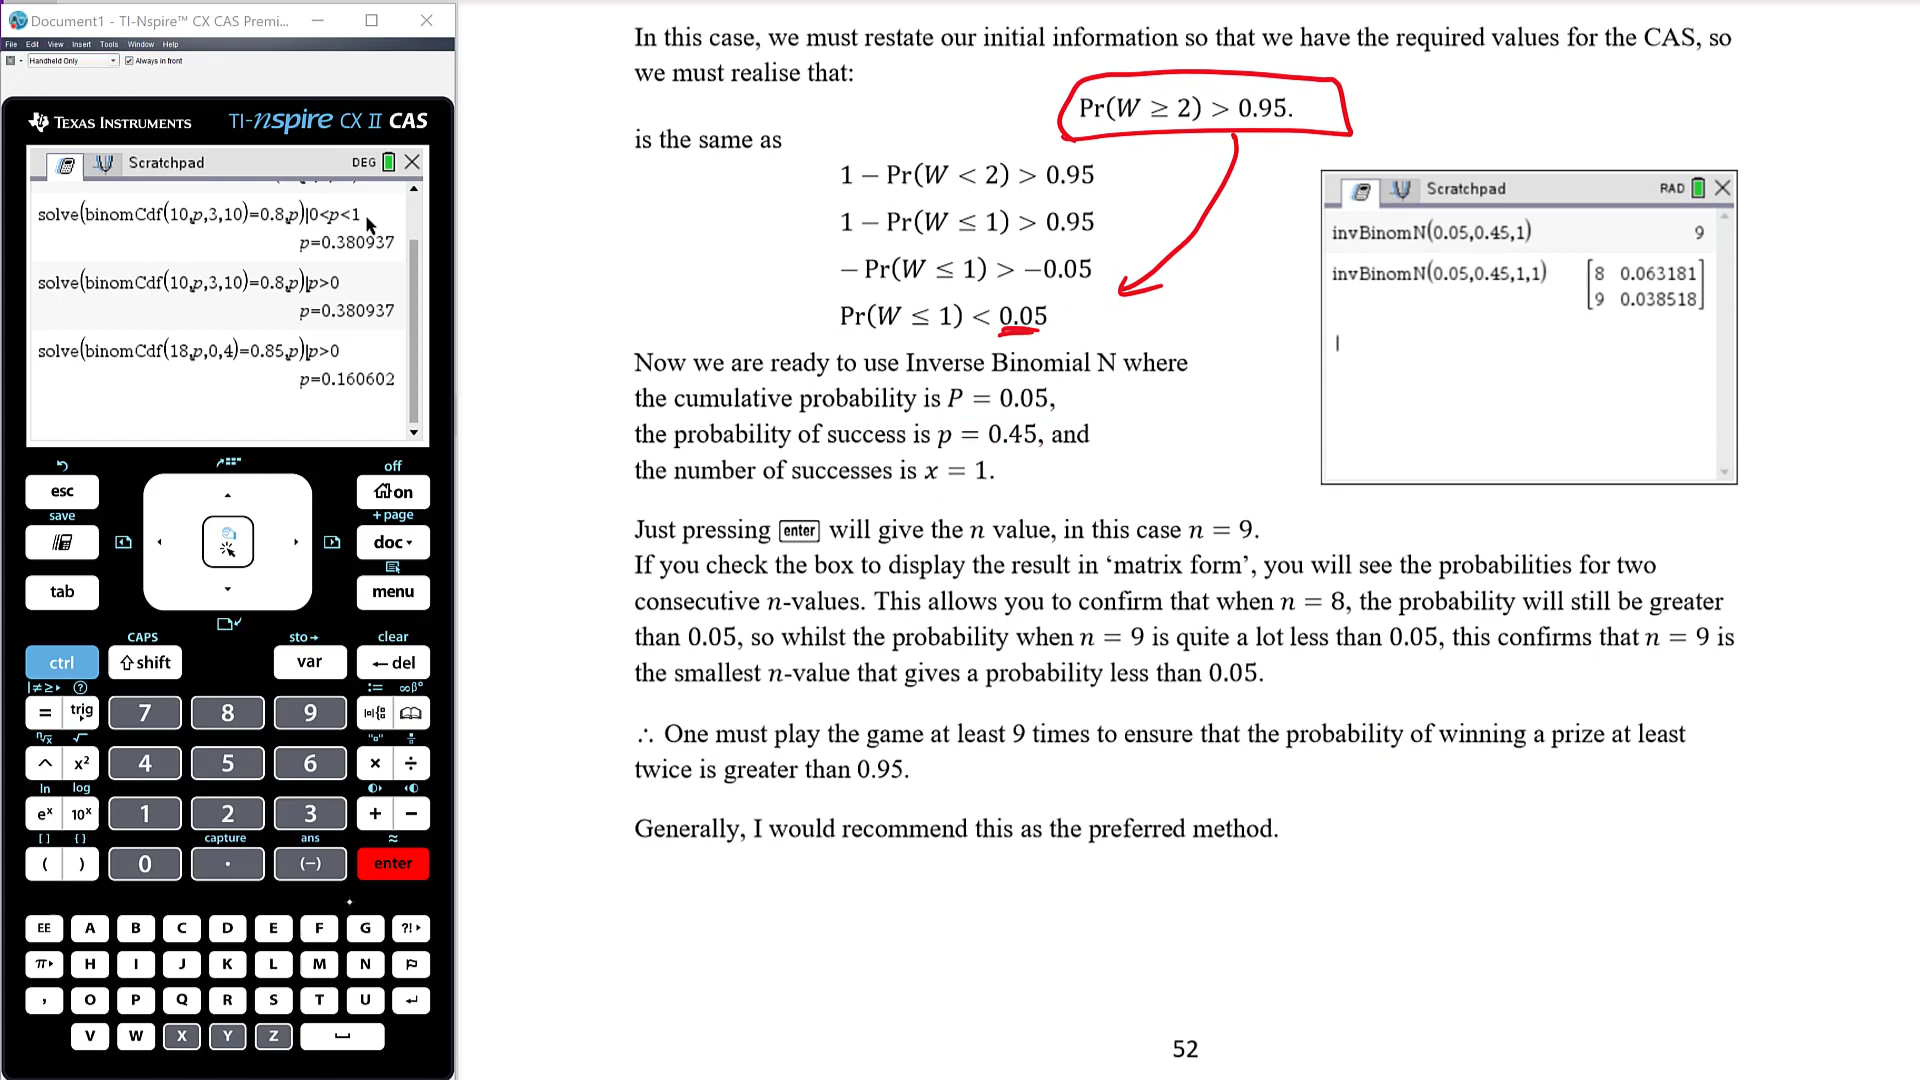 Document1 - TI-Nspire™ CX CAS Premi...
File Edit View Insert Tools Window Help
Handheld Only Always in front
TEXAS INSTRUMENTS TI-nspire CX II CAS
Scratchpad DEG
solve(binomCdf(10,p,3,10)=0.8,p)|0<p<1
p=0.380937
solve(binomCdf(10,p,3,10)=0.8,p)|p>0
p=0.380937
solve(binomCdf(18,p,0,4)=0.85,p)|p>0
p=0.160602
off
esc on
save + page
doc
tab menu
CAPS sto→ clear
ctrl shift var ←del
|≠≥▸ ? := ∞β°
= trig 7 8 9
ⁿ√x √
^ x² 4 5 6 × ÷
ln log
eˣ 10ˣ 1 2 3 + −
[ ] { } capture ans ≈
( ) 0 . (−) enter
EE A B C D E F G ?!▸
π▸ H I J K L M N
, O P Q R S T U ↵
V W X Y Z
In this case, we must restate our initial information so that we have the required values for the CAS, so
we must realise that:
Pr(W ≥ 2) > 0.95.
is the same as
1 − Pr(W < 2) > 0.95
1 − Pr(W ≤ 1) > 0.95
− Pr(W ≤ 1) > −0.05
Pr(W ≤ 1) < 0.05
Now we are ready to use Inverse Binomial N where
the cumulative probability is P = 0.05,
the probability of success is p = 0.45, and
the number of successes is x = 1.
Scratchpad RAD
invBinomN(0.05,0.45,1) 9
invBinomN(0.05,0.45,1,1) [8 0.063181
9 0.038518]
Just pressing enter will give the n value, in this case n = 9.
If you check the box to display the result in ‘matrix form’, you will see the probabilities for two
consecutive n-values. This allows you to confirm that when n = 8, the probability will still be greater
than 0.05, so whilst the probability when n = 9 is quite a lot less than 0.05, this confirms that n = 9 is
the smallest n-value that gives a probability less than 0.05.
∴ One must play the game at least 9 times to ensure that the probability of winning a prize at least
twice is greater than 0.95.
Generally, I would recommend this as the preferred method.
52